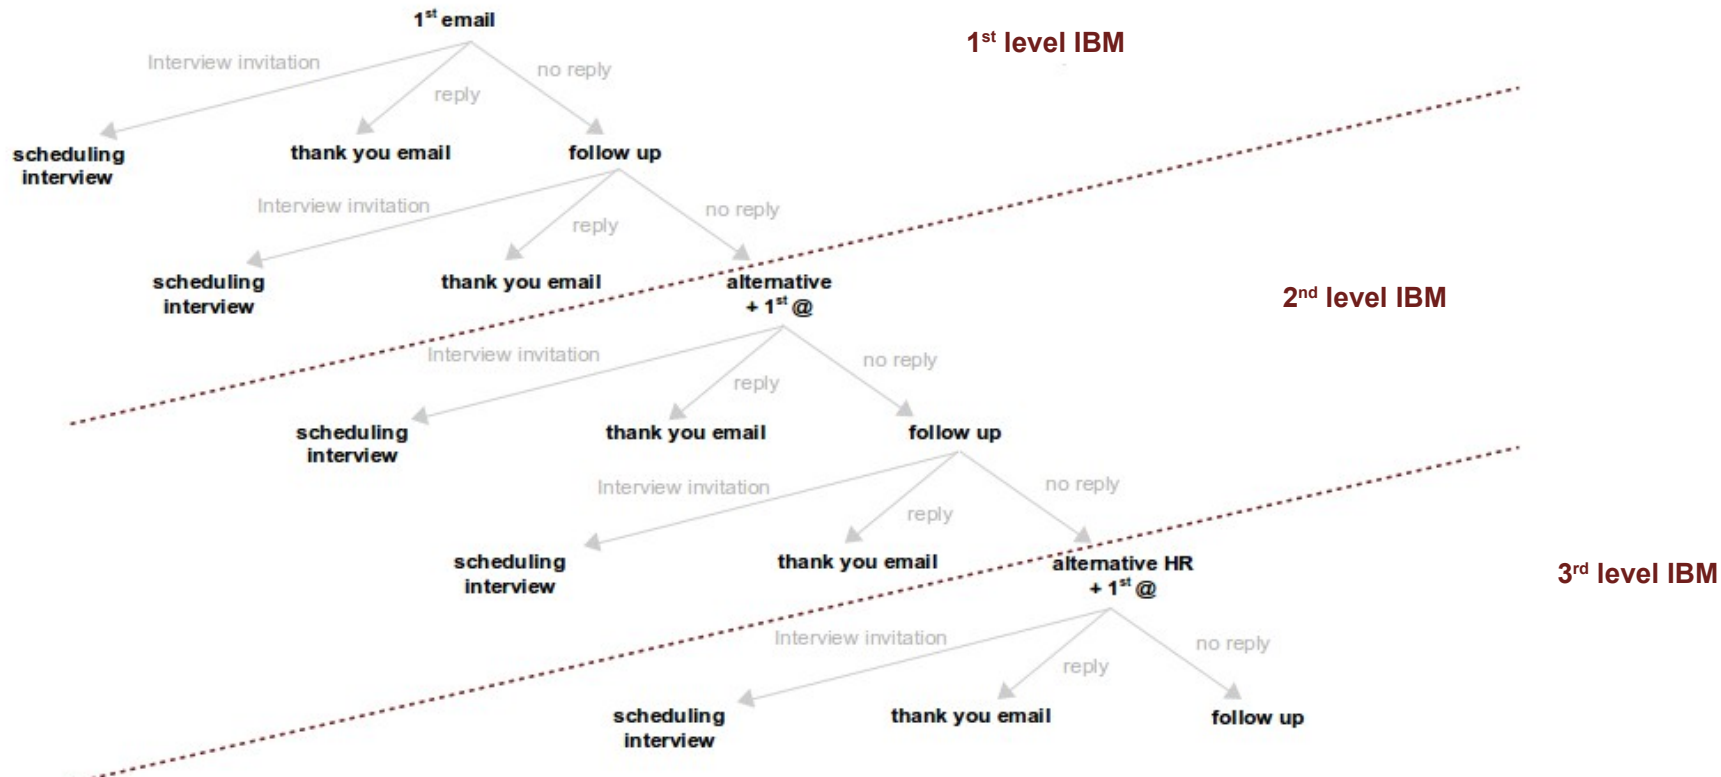 1st email
1st level IBM
Interview invitation
no reply
reply
scheduling
interview
thank you email
follow up
Interview invitation
no reply
reply
scheduling
interview
thank you email
alternative
+ 1st @
2nd level IBM
Interview invitation
no reply
reply
scheduling
interview
thank you email
follow up
Interview invitation
no reply
reply
scheduling
interview
thank you email
alternative HR
+ 1st @
3rd level IBM
Interview invitation
no reply
reply
scheduling
interview
thank you email
follow up